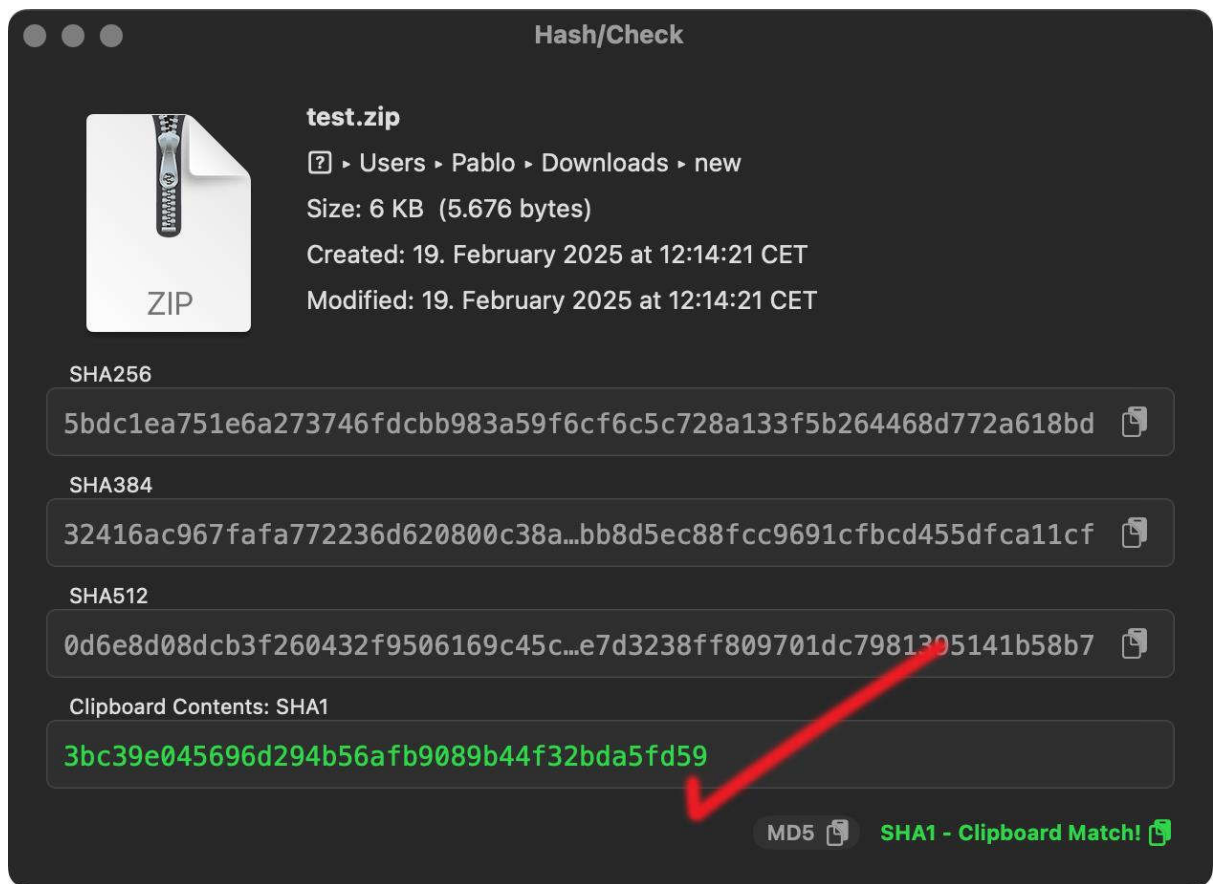 Hash/Check
test.zip
ZIP
? ▸ Users ▸ Pablo ▸ Downloads ▸ new
Size: 6 KB (5.676 bytes)
Created: 19. February 2025 at 12:14:21 CET
Modified: 19. February 2025 at 12:14:21 CET
SHA256
5bdc1ea751e6a273746fdcbb983a59f6cf6c5c728a133f5b264468d772a618bd
SHA384
32416ac967fafa772236d620800c38a…bb8d5ec88fcc9691cfbcd455dfca11cf
SHA512
0d6e8d08dcb3f260432f9506169c45c…e7d3238ff809701dc7981395141b58b7
Clipboard Contents: SHA1
3bc39e045696d294b56afb9089b44f32bda5fd59
MD5 SHA1 - Clipboard Match!